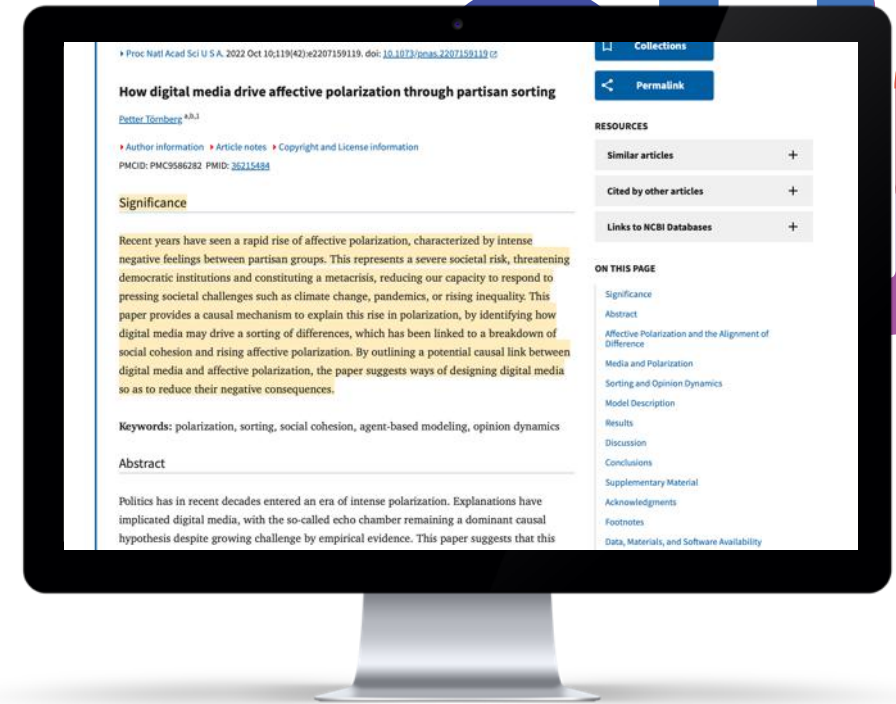 Proc Natl Acad Sci U S A. 2022 Oct 10;119(42):e2207159119. doi: 10.1073/pnas.2207159119
How digital media drive affective polarization through partisan sorting
Petter Törnberg a,b,1
Author information Article notes Copyright and License information
PMCID: PMC9586282 PMID: 36215484
Significance
Recent years have seen a rapid rise of affective polarization, characterized by intense
negative feelings between partisan groups. This represents a severe societal risk, threatening
democratic institutions and constituting a metacrisis, reducing our capacity to respond to
pressing societal challenges such as climate change, pandemics, or rising inequality. This
paper provides a causal mechanism to explain this rise in polarization, by identifying how
digital media may drive a sorting of differences, which has been linked to a breakdown of
social cohesion and rising affective polarization. By outlining a potential causal link between
digital media and affective polarization, the paper suggests ways of designing digital media
so as to reduce their negative consequences.
Keywords: polarization, sorting, social cohesion, agent-based modeling, opinion dynamics
Abstract
Politics has in recent decades entered an era of intense polarization. Explanations have
implicated digital media, with the so-called echo chamber remaining a dominant causal
hypothesis despite growing challenge by empirical evidence. This paper suggests that this
Collections
Permalink
RESOURCES
Similar articles
Cited by other articles
Links to NCBI Databases
ON THIS PAGE
Significance
Abstract
Affective Polarization and the Alignment of
Difference
Media and Polarization
Sorting and Opinion Dynamics
Model Description
Results
Discussion
Conclusions
Supplementary Material
Acknowledgments
Footnotes
Data, Materials, and Software Availability